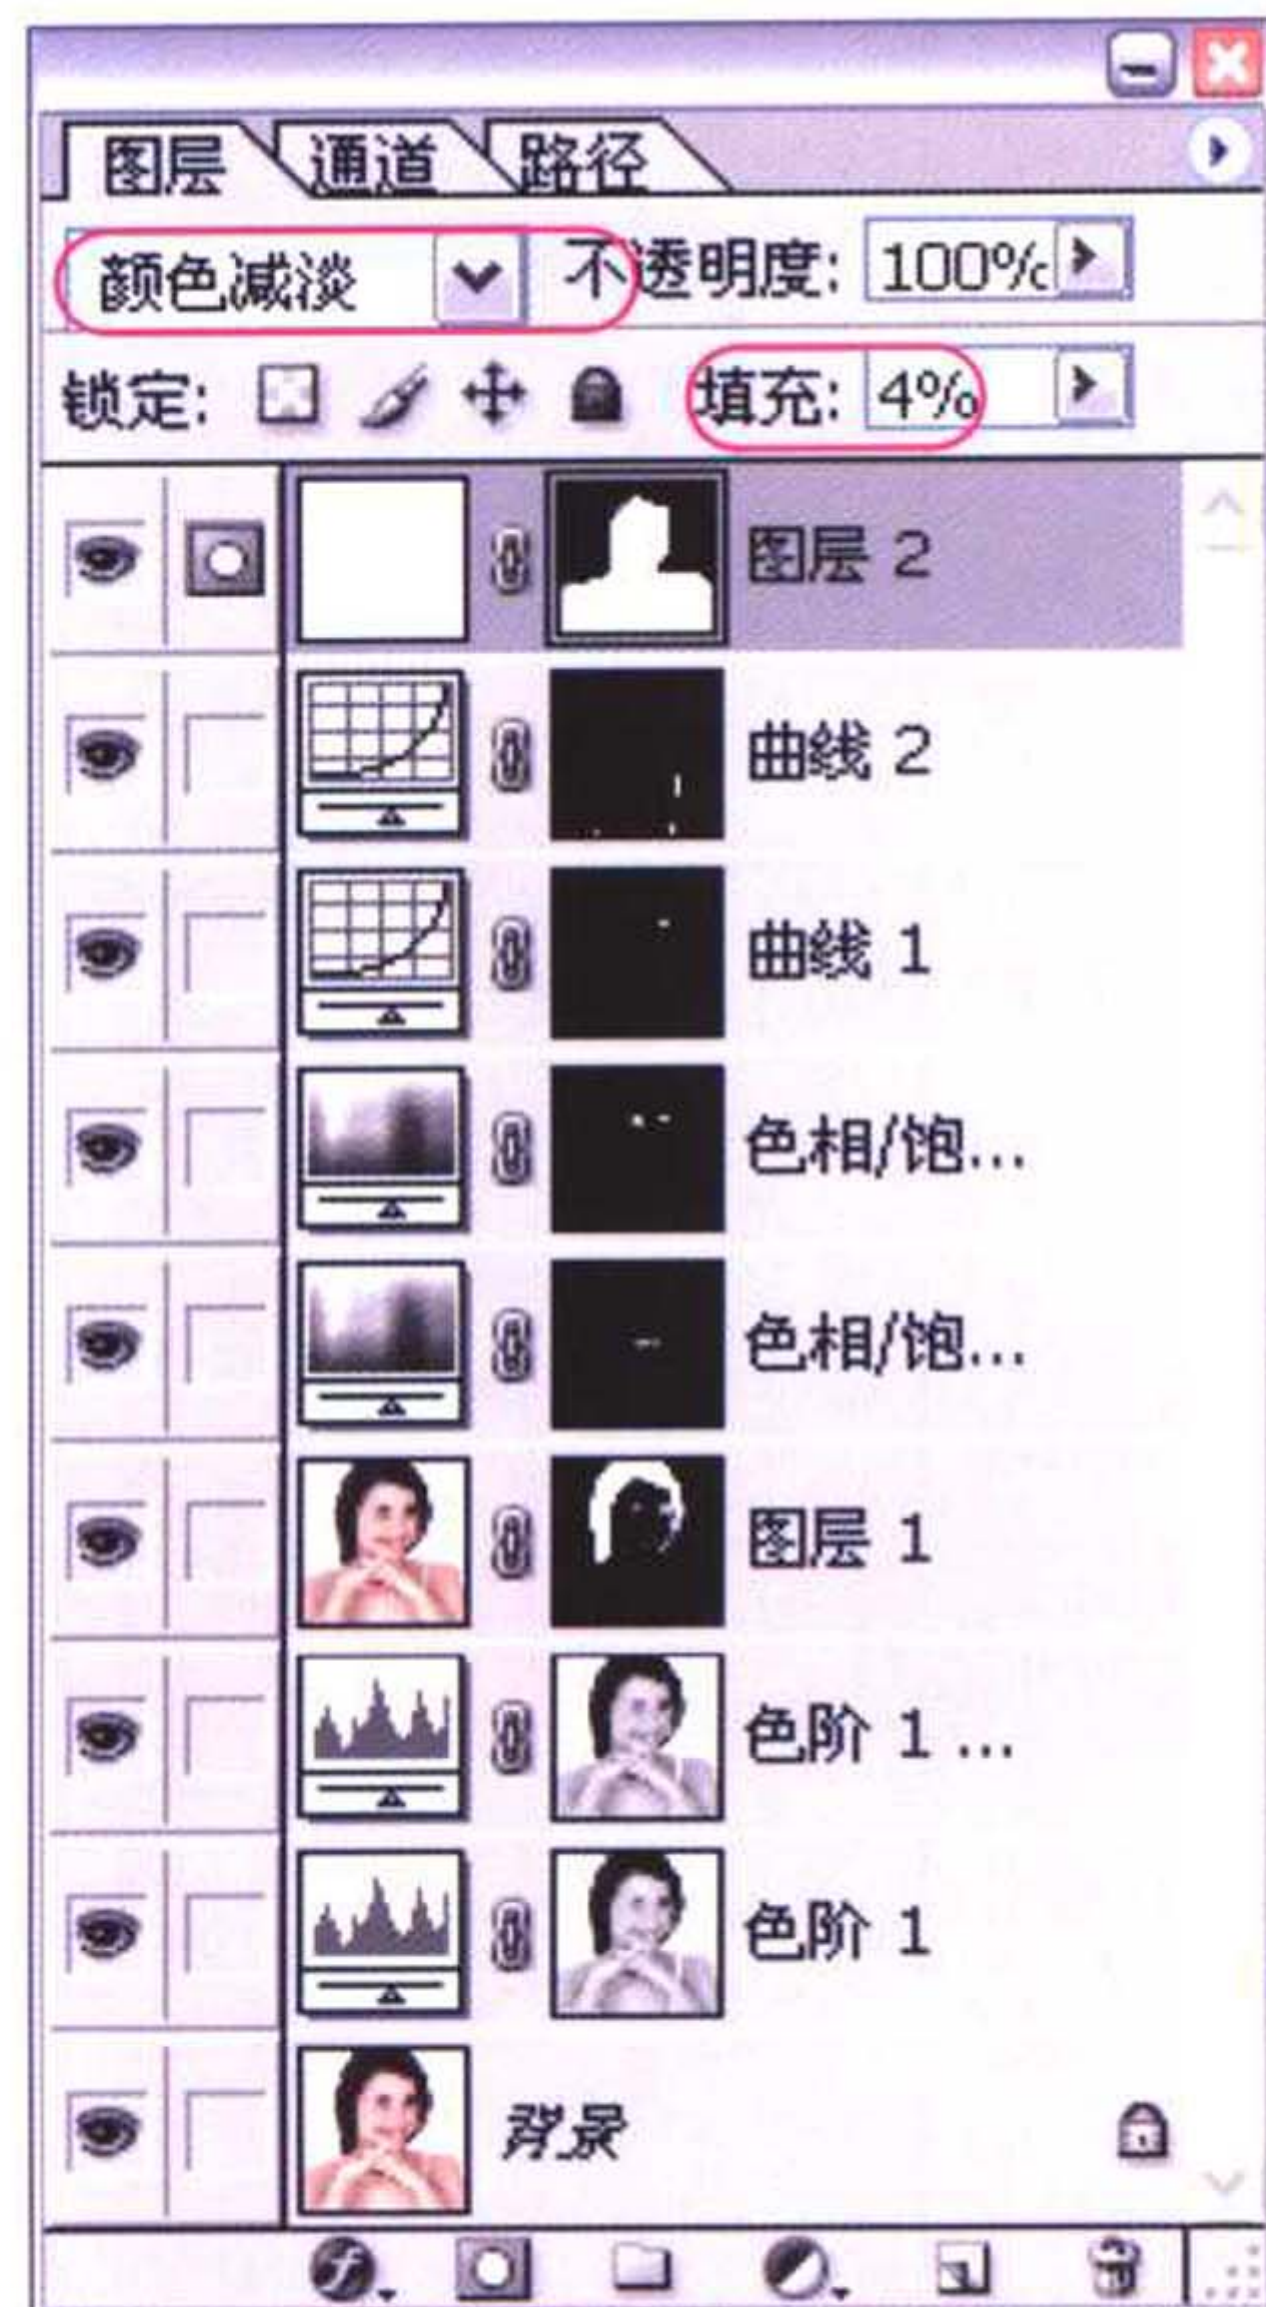 图层 通道 路径
颜色减淡 不透明度: 100%
锁定: 填充: 4%
图层 2
曲线 2
曲线 1
色相/饱...
色相/饱...
图层 1
色阶 1 ...
色阶 1
背景